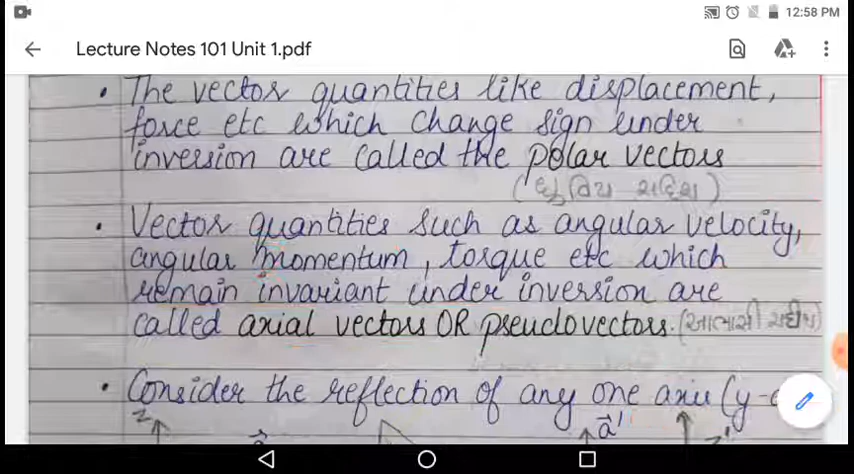 12:58 PM
Lecture Notes 101 Unit 1.pdf
• The vector quantities like displacement,
force etc which change sign under
inversion are called the polar vectors
(ધ્રુવિય સદિશ)
• Vector quantities such as angular velocity,
angular momentum, torque etc which
remain invariant under inversion are
called axial vectors OR pseudovectors. (આભાસી
• Consider the reflection of any one axis (y-
z
a⃗'
z'